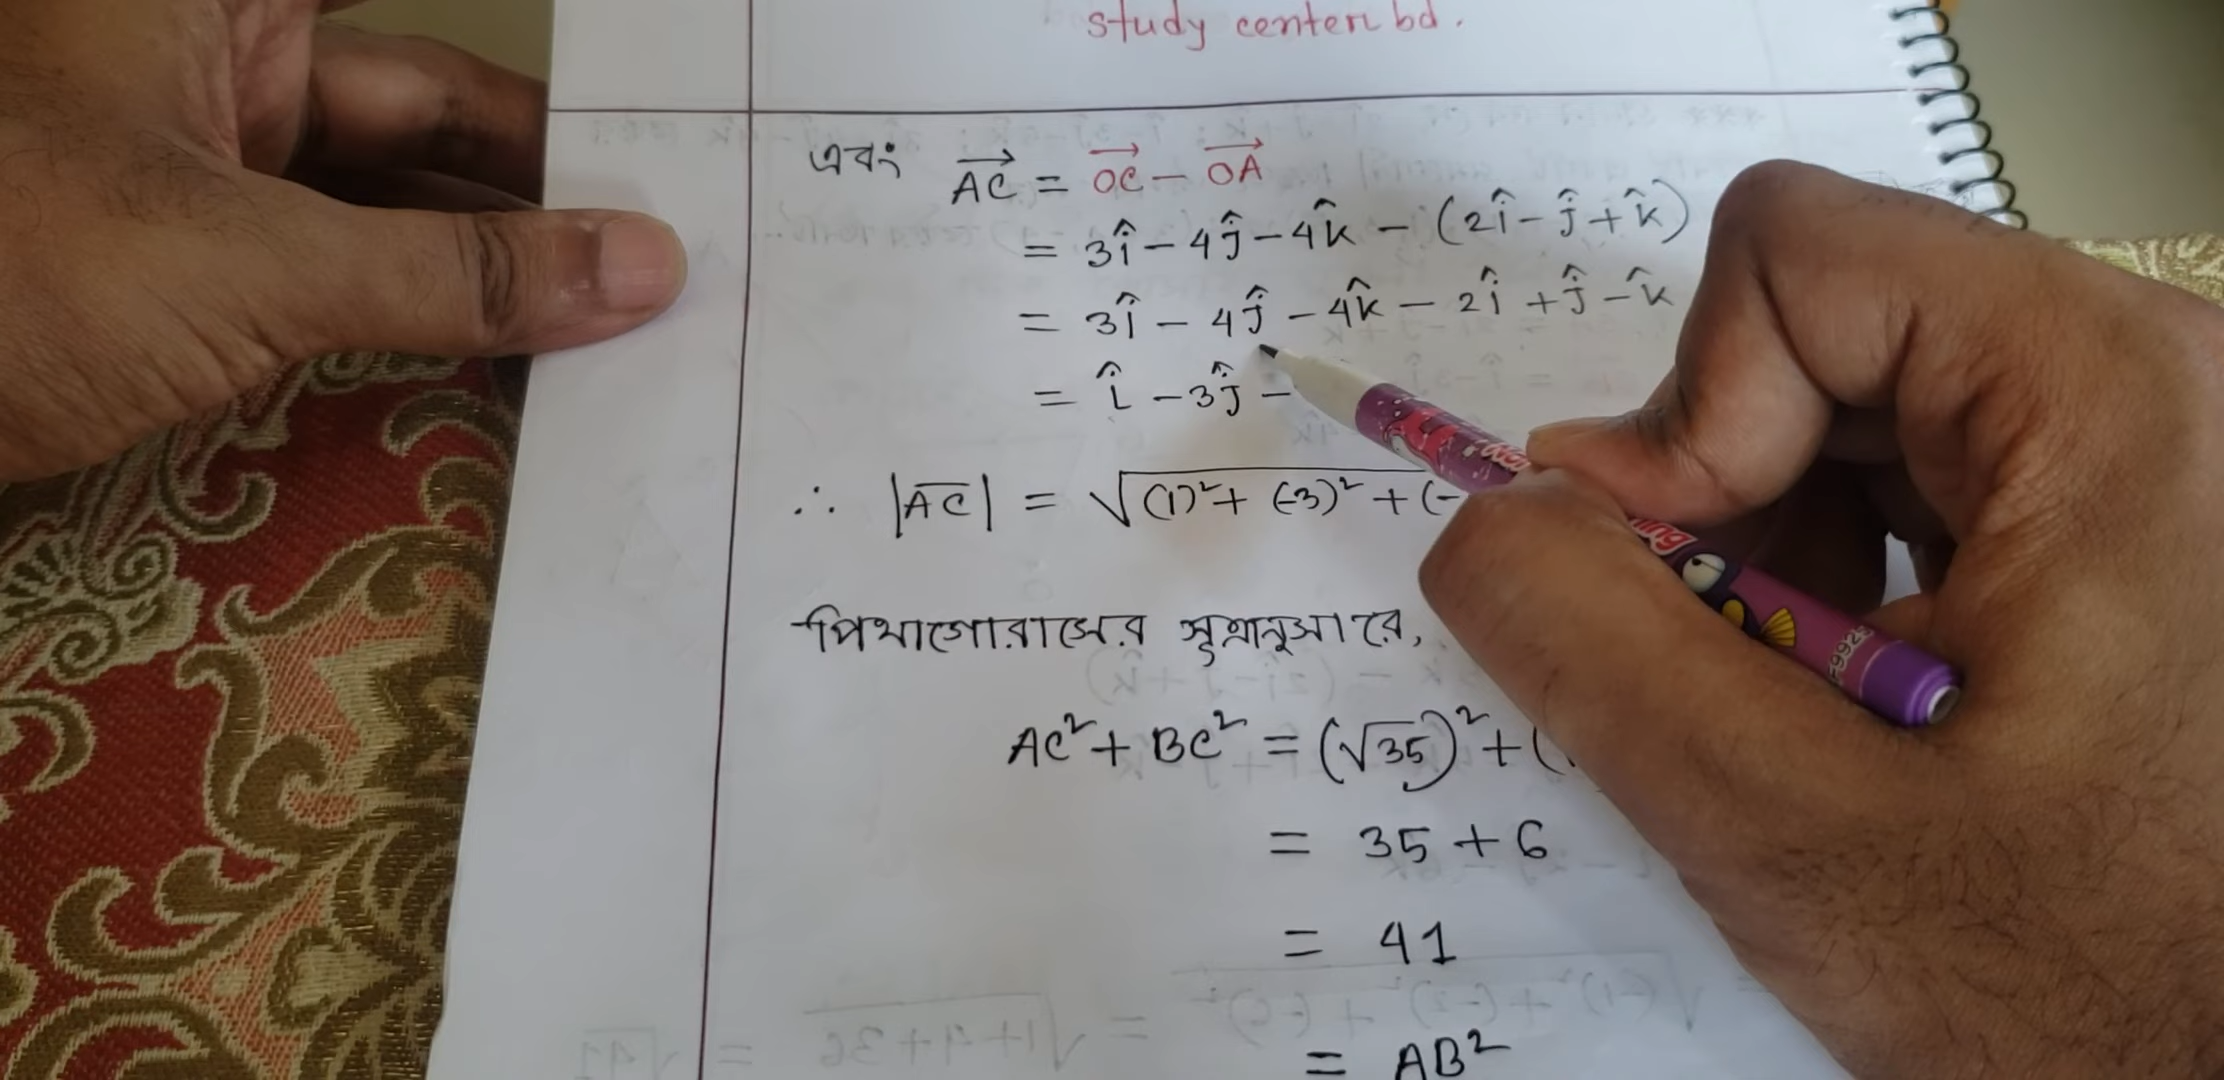 study center bd.
এবং AC⃗ = OC⃗ - OA⃗
= 3î - 4ĵ - 4k̂ - (2î - ĵ + k̂)
= 3î - 4ĵ - 4k̂ - 2î + ĵ - k̂
= î - 3ĵ -
∴ |A̅C̅| = √(1)² + (-3)² + (-
পিথাগোরাসের সূত্রানুসারে,
AC² + BC² = (√35)² + (
= 35 + 6
= 41
= AB²